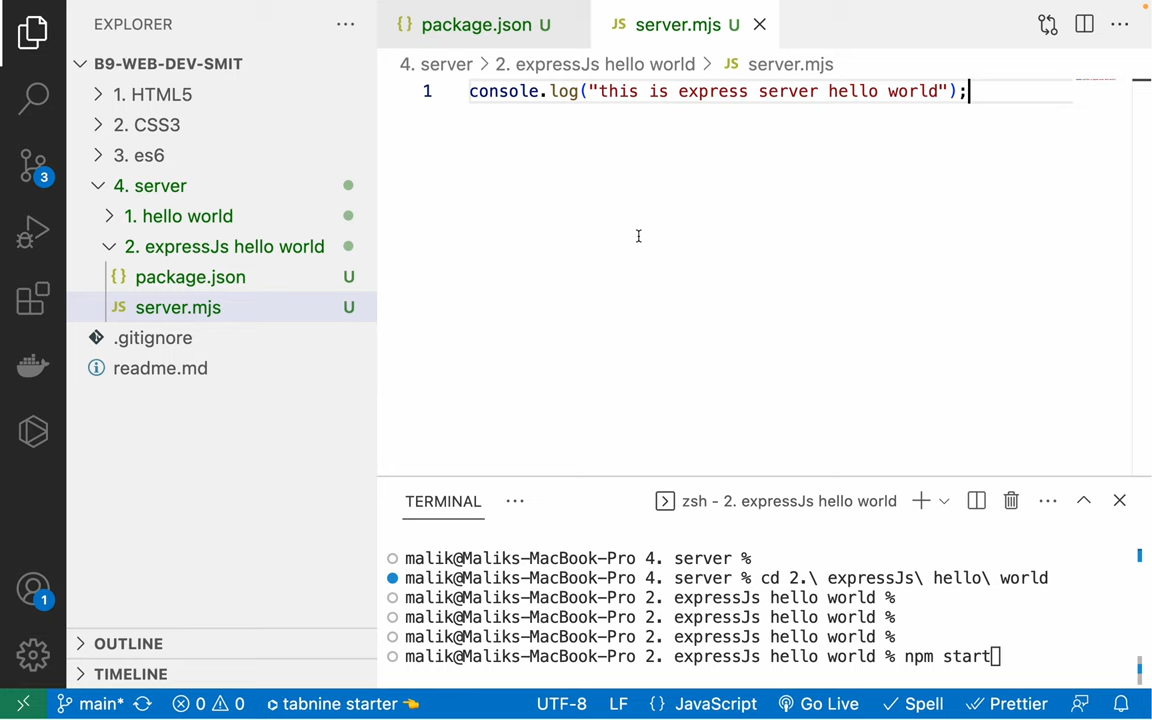 EXPLORER
B9-WEB-DEV-SMIT
1. HTML5
2. CSS3
3. es6
4. server
1. hello world
2. expressJs hello world
{} package.json U
JS server.mjs U
.gitignore
readme.md
OUTLINE
TIMELINE
3
1
{} package.json U
JS server.mjs U
4. server > 2. expressJs hello world > JS server.mjs
1 console.log("this is express server hello world");
TERMINAL
zsh - 2. expressJs hello world
malik@Maliks-MacBook-Pro 4. server %
malik@Maliks-MacBook-Pro 4. server % cd 2.\ expressJs\ hello\ world
malik@Maliks-MacBook-Pro 2. expressJs hello world %
malik@Maliks-MacBook-Pro 2. expressJs hello world %
malik@Maliks-MacBook-Pro 2. expressJs hello world %
malik@Maliks-MacBook-Pro 2. expressJs hello world % npm start
main* 0 0 tabnine starter 👈 UTF-8 LF {} JavaScript Go Live Spell Prettier